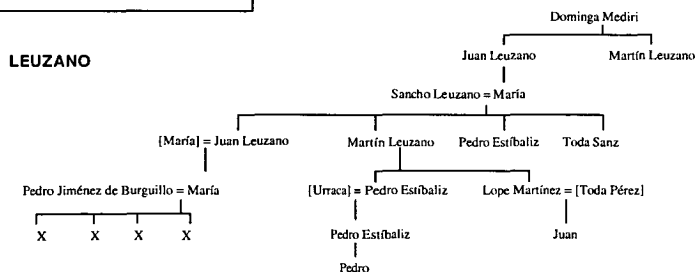 Dominga Mediri
LEUZANO
Juan Leuzano Martín Leuzano
Sancho Leuzano = María
[María] = Juan Leuzano Martín Leuzano Pedro Estíbaliz Toda Sanz
Pedro Jiménez de Burguillo = María [Urraca] = Pedro Estíbaliz Lope Martínez = [Toda Pérez]
X X X X Pedro Estíbaliz Juan
Pedro